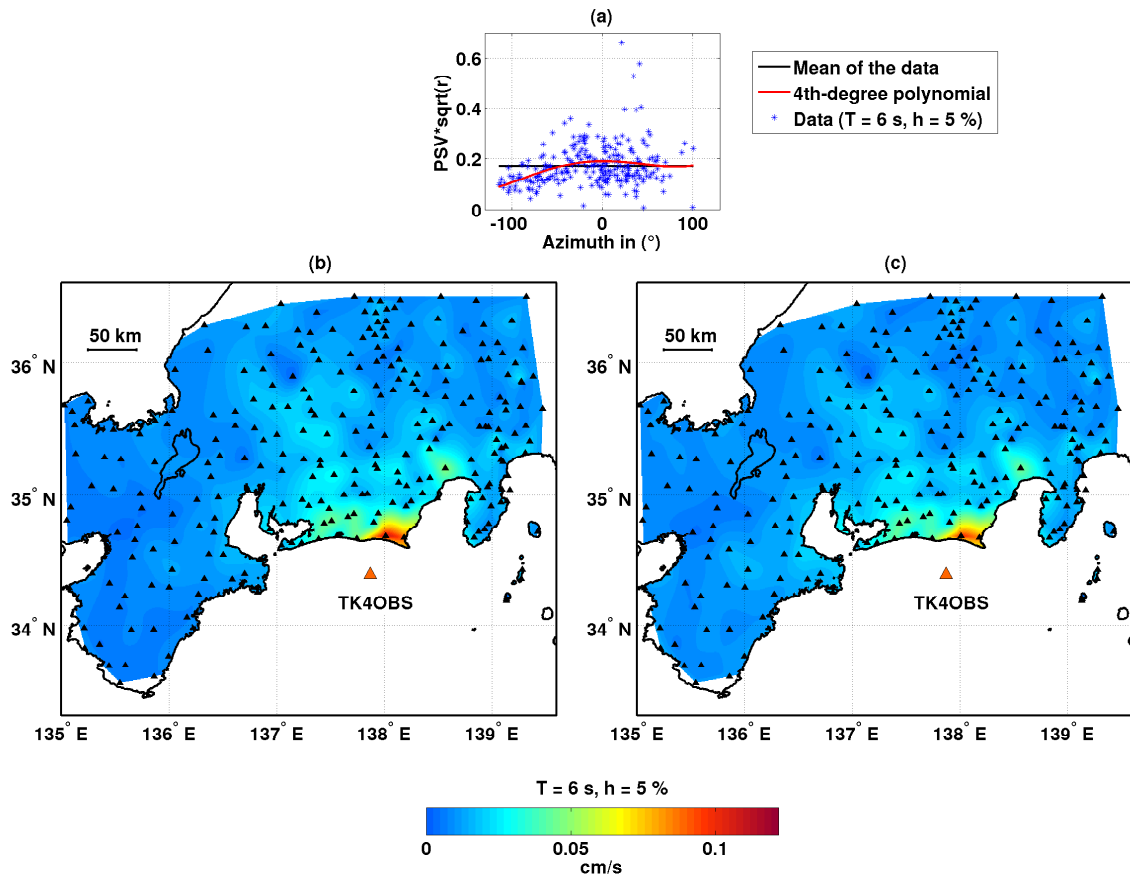 (a)
0.6
0.4
0.2
0
PSV*sqrt(r)
-100 0 100
Azimuth in (°)
Mean of the data
4th-degree polynomial
Data (T = 6 s, h = 5 %)
(b)
50 km
36° N
35° N
34° N
TK4OBS
135° E 136° E 137° E 138° E 139° E
(c)
50 km
36° N
35° N
34° N
TK4OBS
135° E 136° E 137° E 138° E 139° E
T = 6 s, h = 5 %
0 0.05 0.1
cm/s